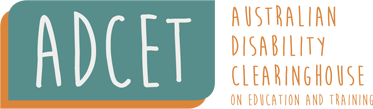 ADCET
AUSTRALIAN
DISABILITY
CLEARINGHOUSE
ON EDUCATION AND TRAINING